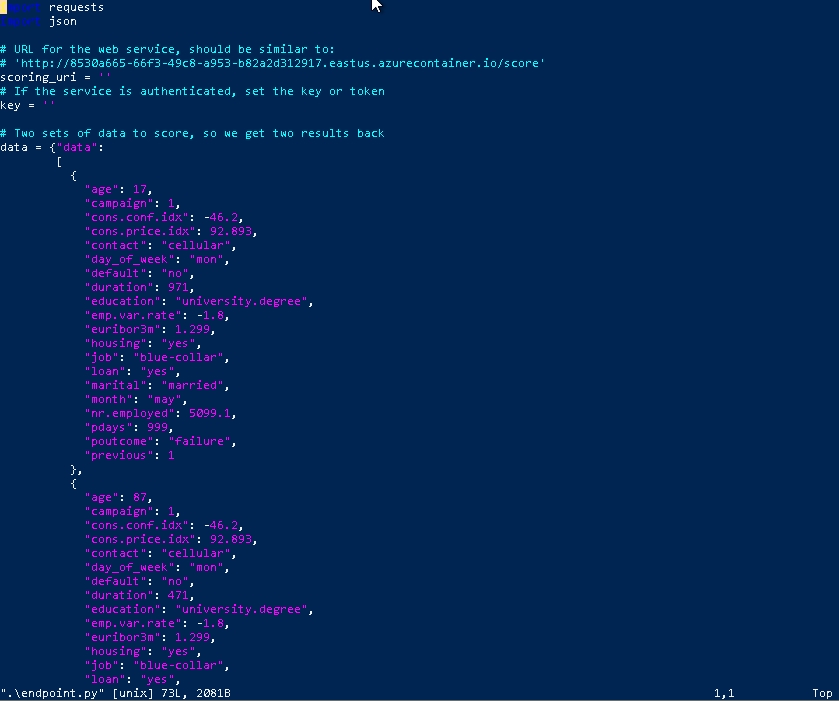 import requests
import json
# URL for the web service, should be similar to:
# 'http://8530a665-66f3-49c8-a953-b82a2d312917.eastus.azurecontainer.io/score'
scoring_uri = ''
# If the service is authenticated, set the key or token
key = ''
# Two sets of data to score, so we get two results back
data = {"data":
        [
          {
            "age": 17,
            "campaign": 1,
            "cons.conf.idx": -46.2,
            "cons.price.idx": 92.893,
            "contact": "cellular",
            "day_of_week": "mon",
            "default": "no",
            "duration": 971,
            "education": "university.degree",
            "emp.var.rate": -1.8,
            "euribor3m": 1.299,
            "housing": "yes",
            "job": "blue-collar",
            "loan": "yes",
            "marital": "married",
            "month": "may",
            "nr.employed": 5099.1,
            "pdays": 999,
            "poutcome": "failure",
            "previous": 1
          },
          {
            "age": 87,
            "campaign": 1,
            "cons.conf.idx": -46.2,
            "cons.price.idx": 92.893,
            "contact": "cellular",
            "day_of_week": "mon",
            "default": "no",
            "duration": 471,
            "education": "university.degree",
            "emp.var.rate": -1.8,
            "euribor3m": 1.299,
            "housing": "yes",
            "job": "blue-collar",
            "loan": "yes",
".\endpoint.py" [unix] 73L, 2081B 1,1 Top